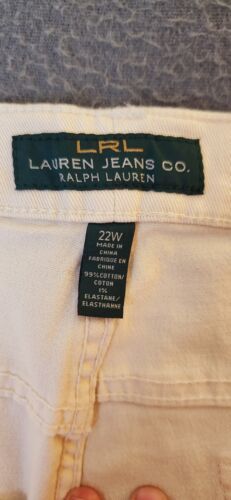 LRL
LAUREN JEANS CO.
RALPH LAUREN
22W
MADE IN
CHINA
FABRIQUE EN
CHINE
99% COTTON/
COTON
1%
ELASTANE/
ELASTHANNE